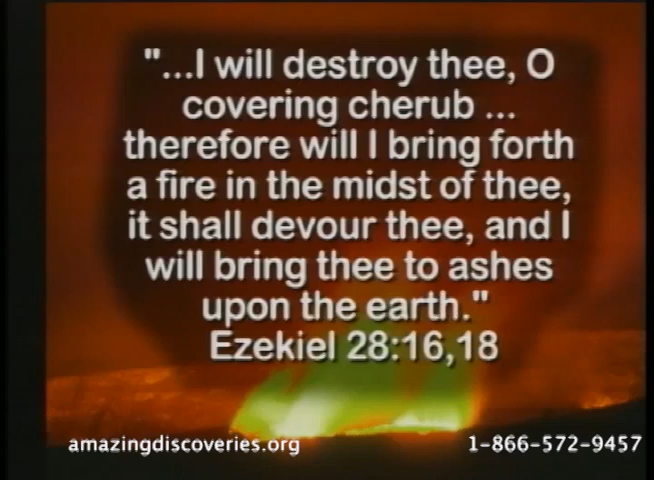 "...I will destroy thee, O
covering cherub ...
therefore will I bring forth
a fire in the midst of thee,
it shall devour thee, and I
will bring thee to ashes
upon the earth."
Ezekiel 28:16,18
amazingdiscoveries.org
1-866-572-9457